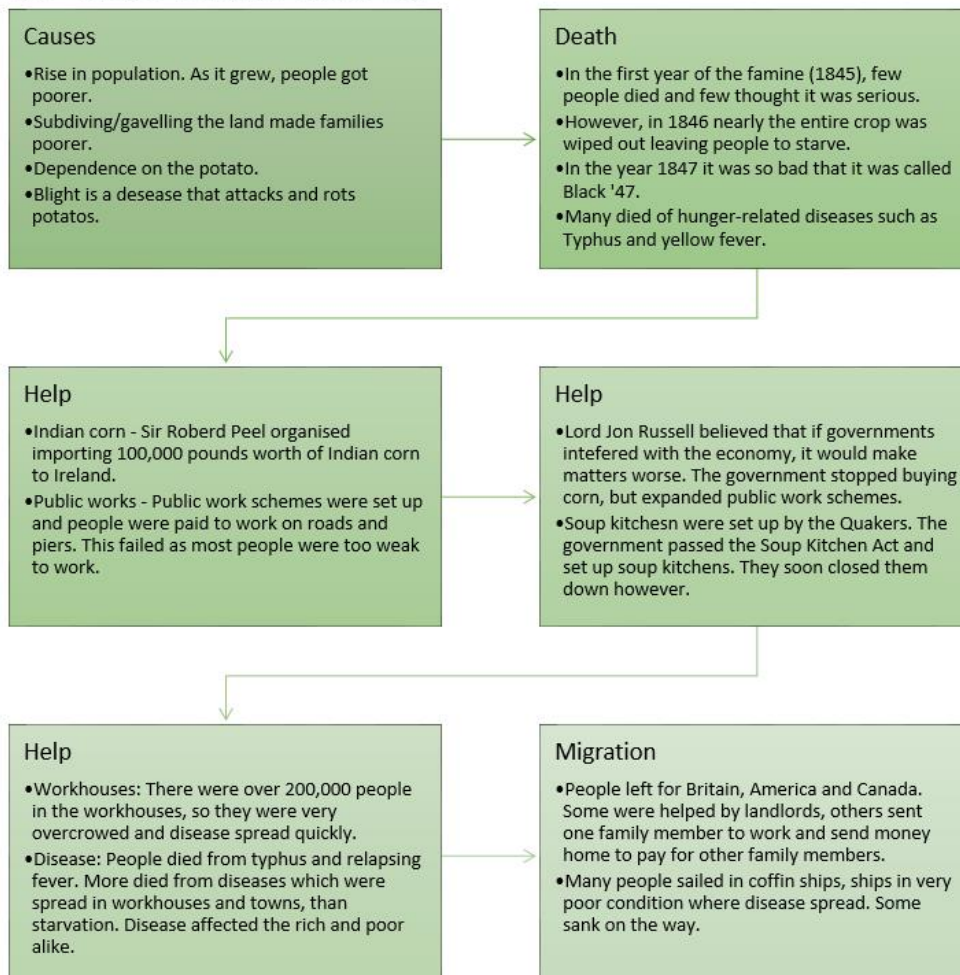 Causes
•Rise in population. As it grew, people got
poorer.
•Subdiving/gavelling the land made families
poorer.
•Dependence on the potato.
•Blight is a desease that attacks and rots
potatos.
Death
•In the first year of the famine (1845), few
people died and few thought it was serious.
•However, in 1846 nearly the entire crop was
wiped out leaving people to starve.
•In the year 1847 it was so bad that it was called
Black '47.
•Many died of hunger-related diseases such as
Typhus and yellow fever.
Help
•Indian corn - Sir Roberd Peel organised
importing 100,000 pounds worth of Indian corn
to Ireland.
•Public works - Public work schemes were set up
and people were paid to work on roads and
piers. This failed as most people were too weak
to work.
Help
•Lord Jon Russell believed that if governments
intefered with the economy, it would make
matters worse. The government stopped buying
corn, but expanded public work schemes.
•Soup kitchesn were set up by the Quakers. The
government passed the Soup Kitchen Act and
set up soup kitchens. They soon closed them
down however.
Help
•Workhouses: There were over 200,000 people
in the workhouses, so they were very
overcrowed and disease spread quickly.
•Disease: People died from typhus and relapsing
fever. More died from diseases which were
spread in workhouses and towns, than
starvation. Disease affected the rich and poor
alike.
Migration
•People left for Britain, America and Canada.
Some were helped by landlords, others sent
one family member to work and send money
home to pay for other family members.
•Many people sailed in coffin ships, ships in very
poor condition where disease spread. Some
sank on the way.